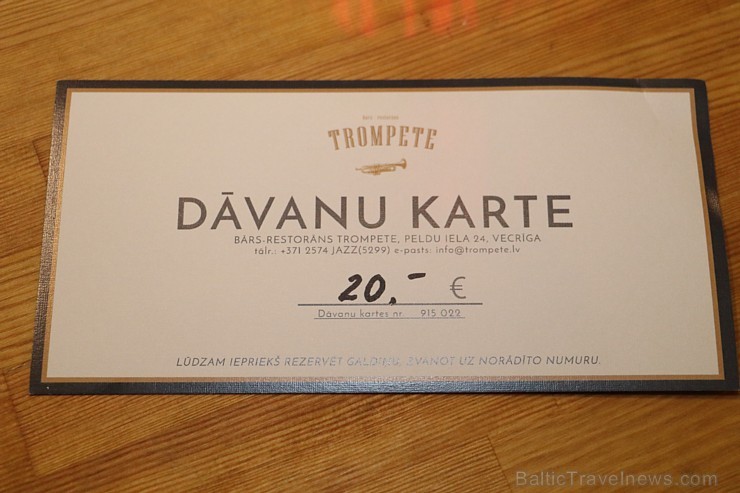 TROMPETE
DĀVANU KARTE
BĀRS-RESTORĀNS TROMPETE, PELDU IELA 24, VECRĪGA
tālr.: +371 2574 JAZZ(5299) e-pasts: info@trompete.lv
20,- €
Dāvanu kartes nr. 915 022
LŪDZAM IEPRIEKŠ REZERVĒT GALDIŅU, ZVANOT UZ NORĀDĪTO NUMURU.
BalticTravelnews.com